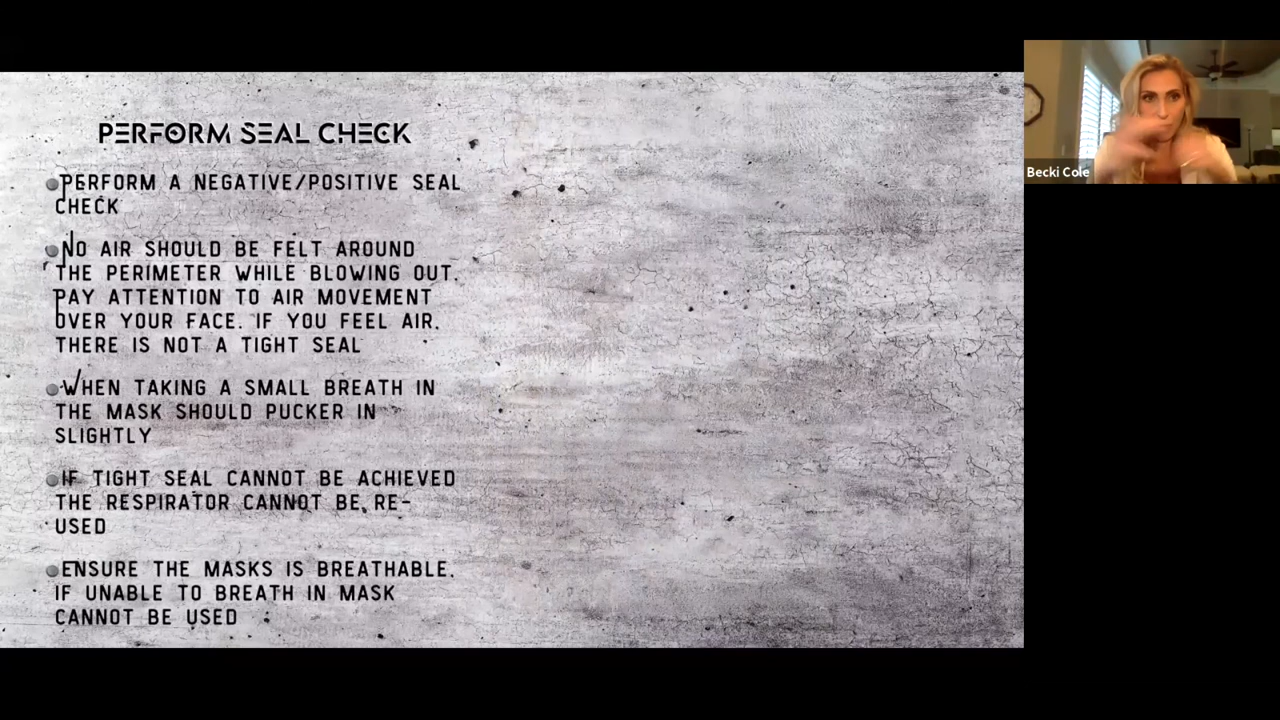 PERFORM SEAL CHECK
PERFORM A NEGATIVE/POSITIVE SEAL
CHECK
NO AIR SHOULD BE FELT AROUND
THE PERIMETER WHILE BLOWING OUT.
PAY ATTENTION TO AIR MOVEMENT
OVER YOUR FACE. IF YOU FEEL AIR,
THERE IS NOT A TIGHT SEAL
WHEN TAKING A SMALL BREATH IN
THE MASK SHOULD PUCKER IN
SLIGHTLY
IF TIGHT SEAL CANNOT BE ACHIEVED
THE RESPIRATOR CANNOT BE RE-
USED
ENSURE THE MASKS IS BREATHABLE.
IF UNABLE TO BREATH IN MASK
CANNOT BE USED
Becki Cole